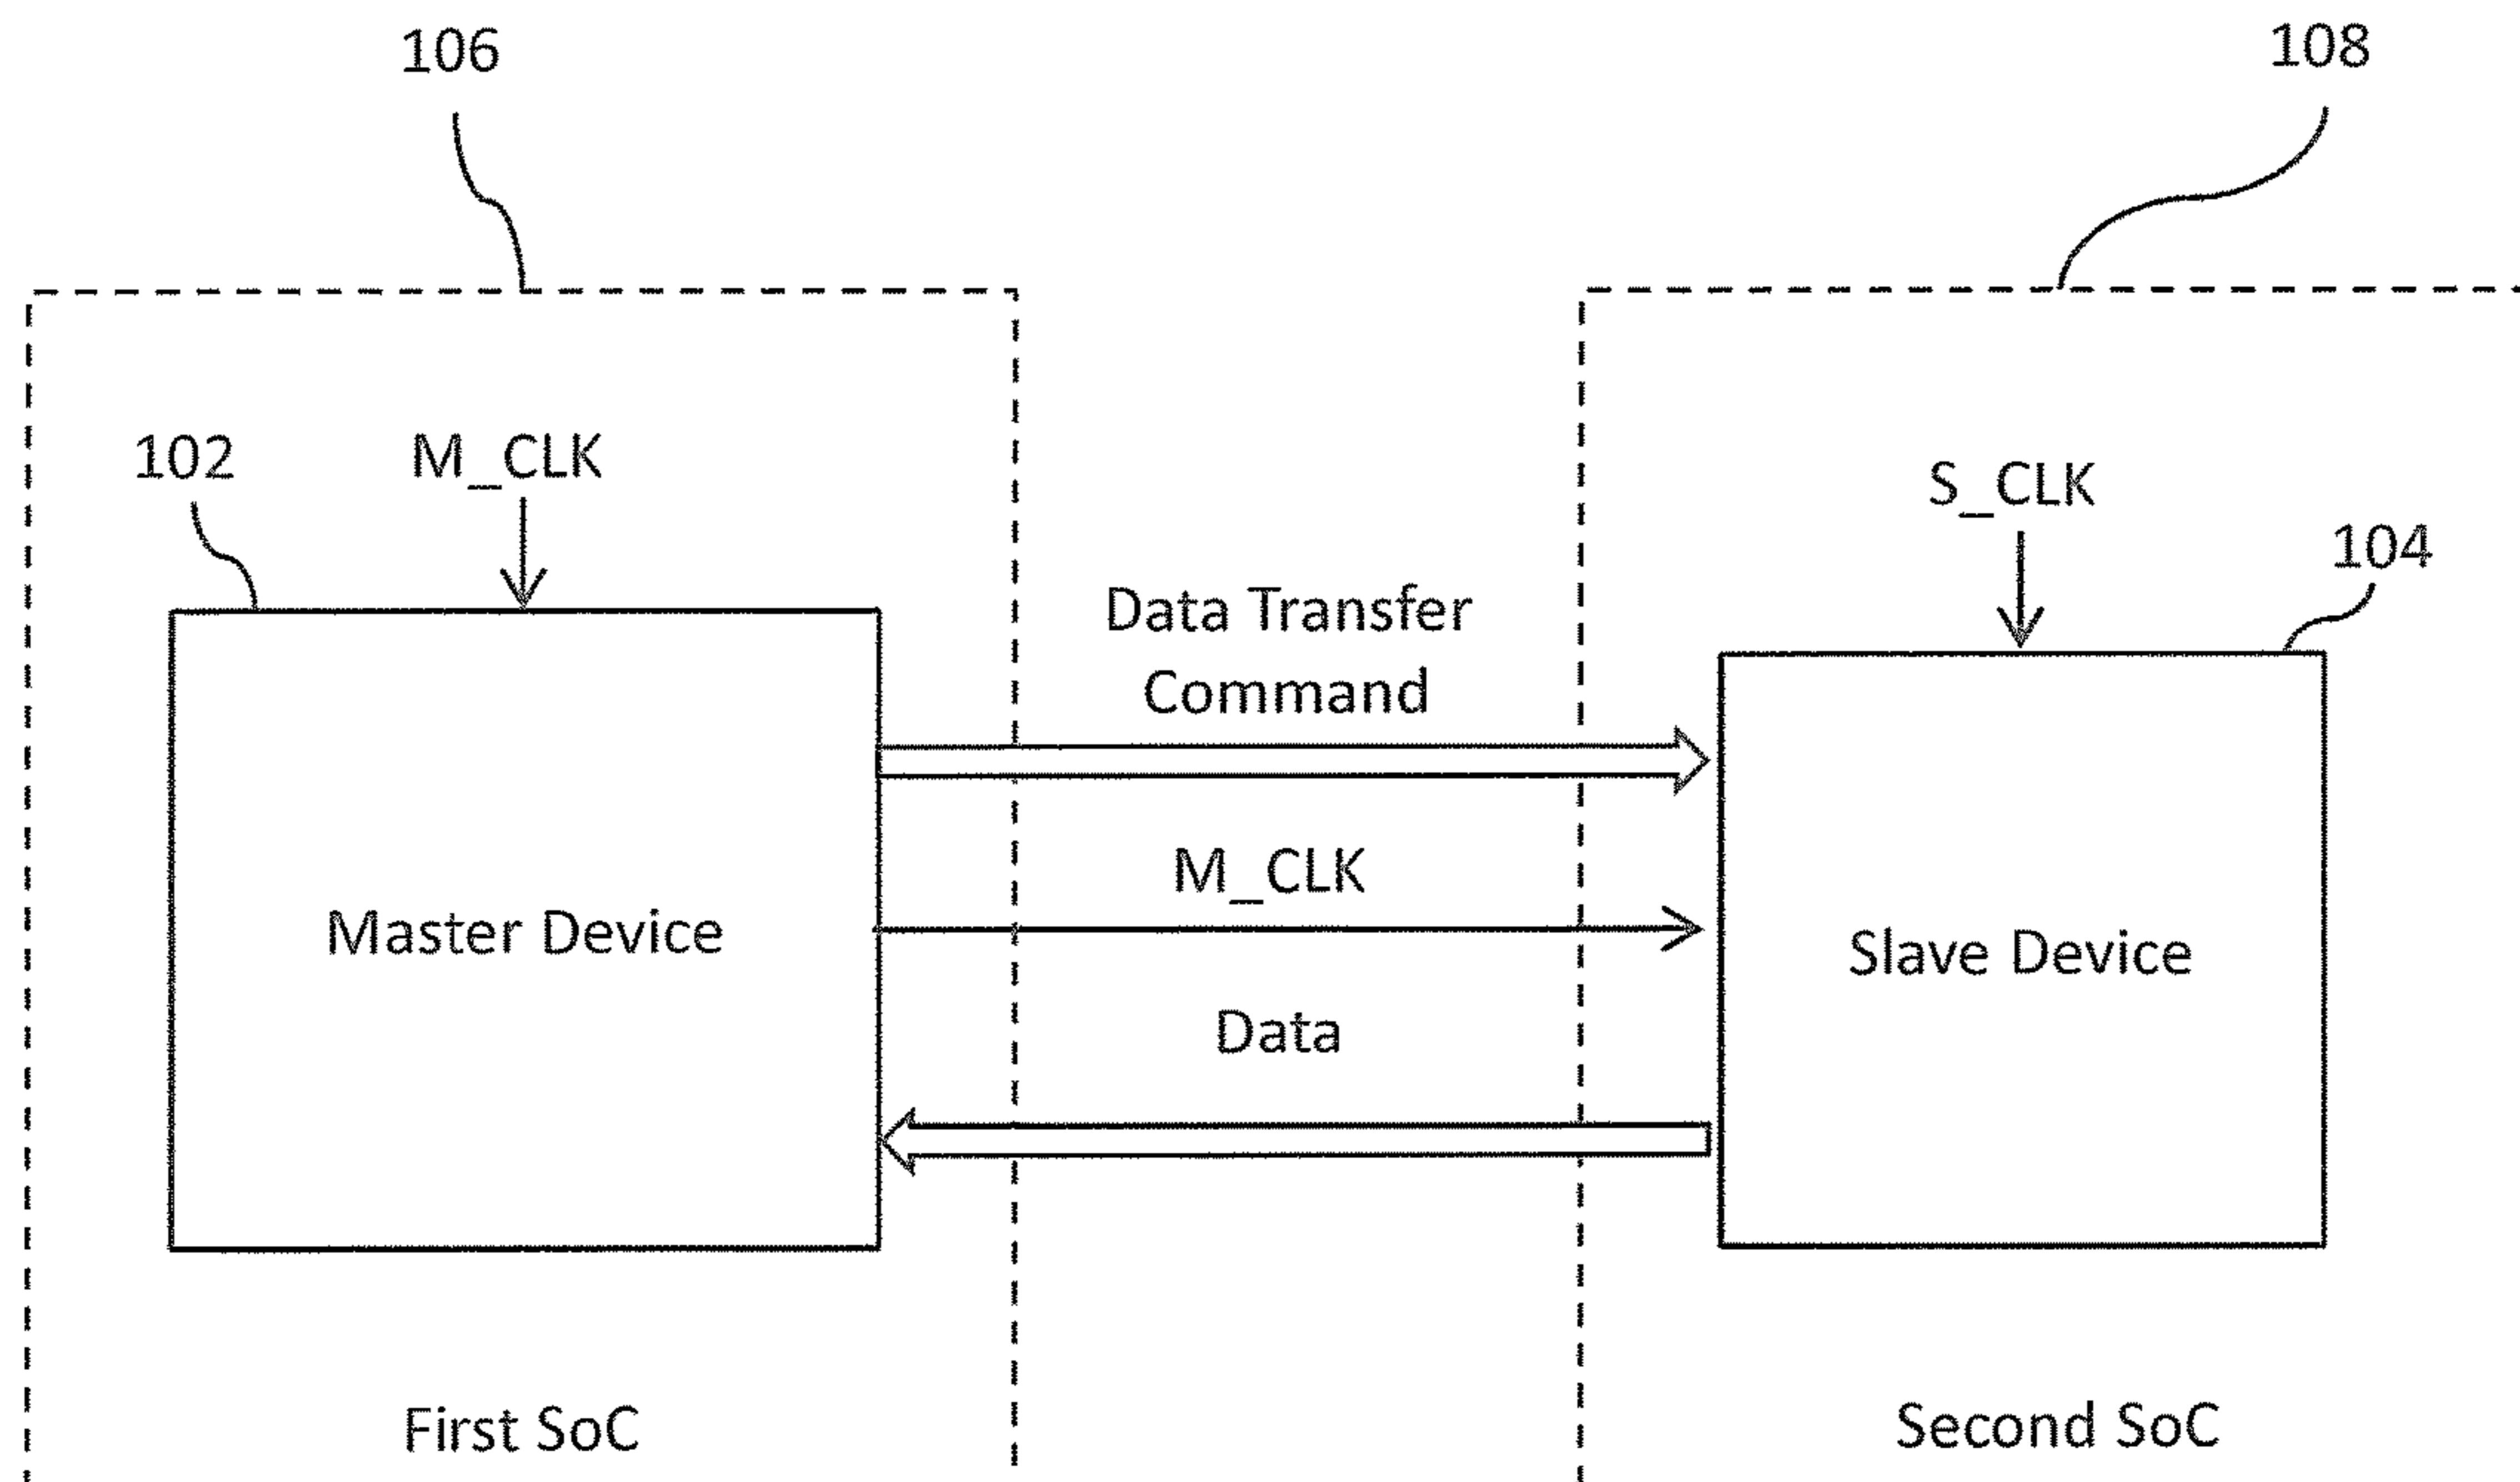 106
108
102
M_CLK
S_CLK
104
Data Transfer
Command
M_CLK
Master Device
Slave Device
Data
First SoC
Second SoC